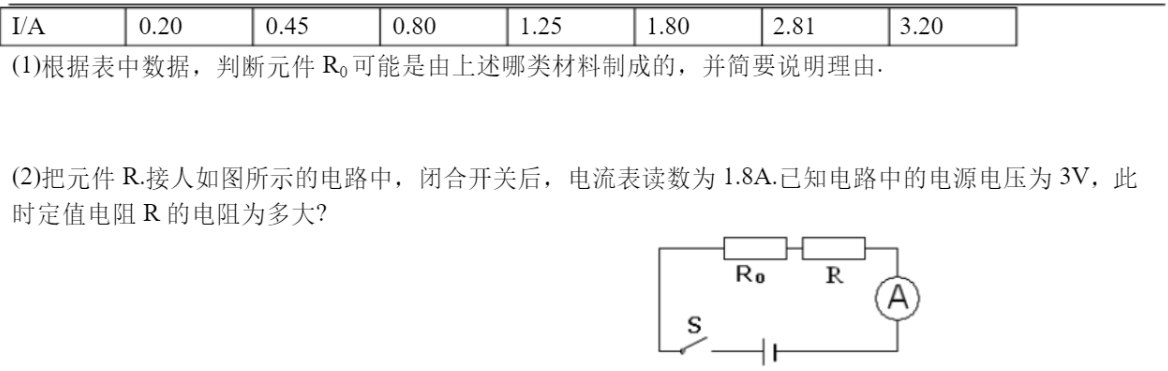 I/A 0.20 0.45 0.80 1.25 1.80 2.81 3.20
(1)根据表中数据，判断元件 R₀可能是由上述哪类材料制成的，并简要说明理由.
(2)把元件 R.接人如图所示的电路中，闭合开关后，电流表读数为 1.8A.已知电路中的电源电压为 3V，此
时定值电阻 R 的电阻为多大?
R₀ R
A
S